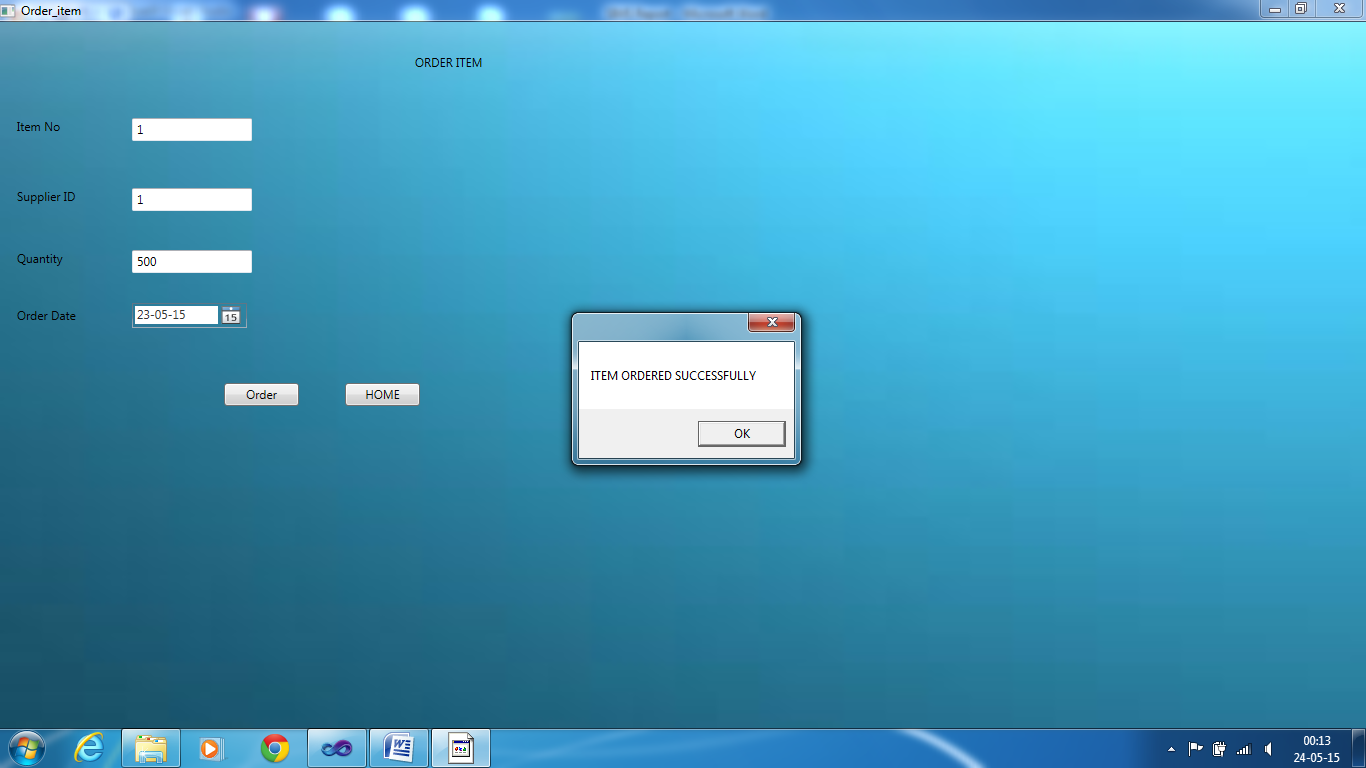 Order_item
ORDER ITEM
Item No
1
Supplier ID
1
Quantity
500
Order Date
23-05-15
15
Order
HOME
ITEM ORDERED SUCCESSFULLY
OK
00:13
24-05-15